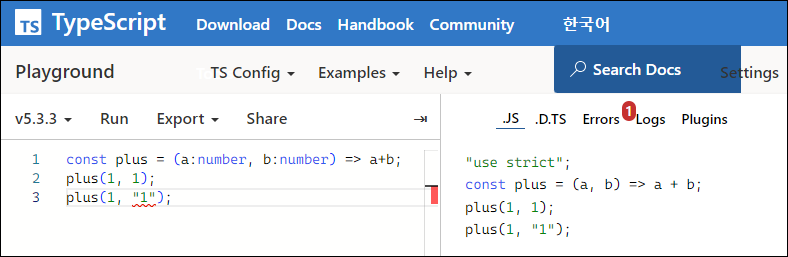 TS TypeScript Download Docs Handbook Community 한국어
Playground TS Config Examples Help Search Docs Settings
v5.3.3 Run Export Share .JS .D.TS Errors 1 Logs Plugins
1 const plus = (a:number, b:number) => a+b;
2 plus(1, 1);
3 plus(1, "1");
"use strict";
const plus = (a, b) => a + b;
plus(1, 1);
plus(1, "1");